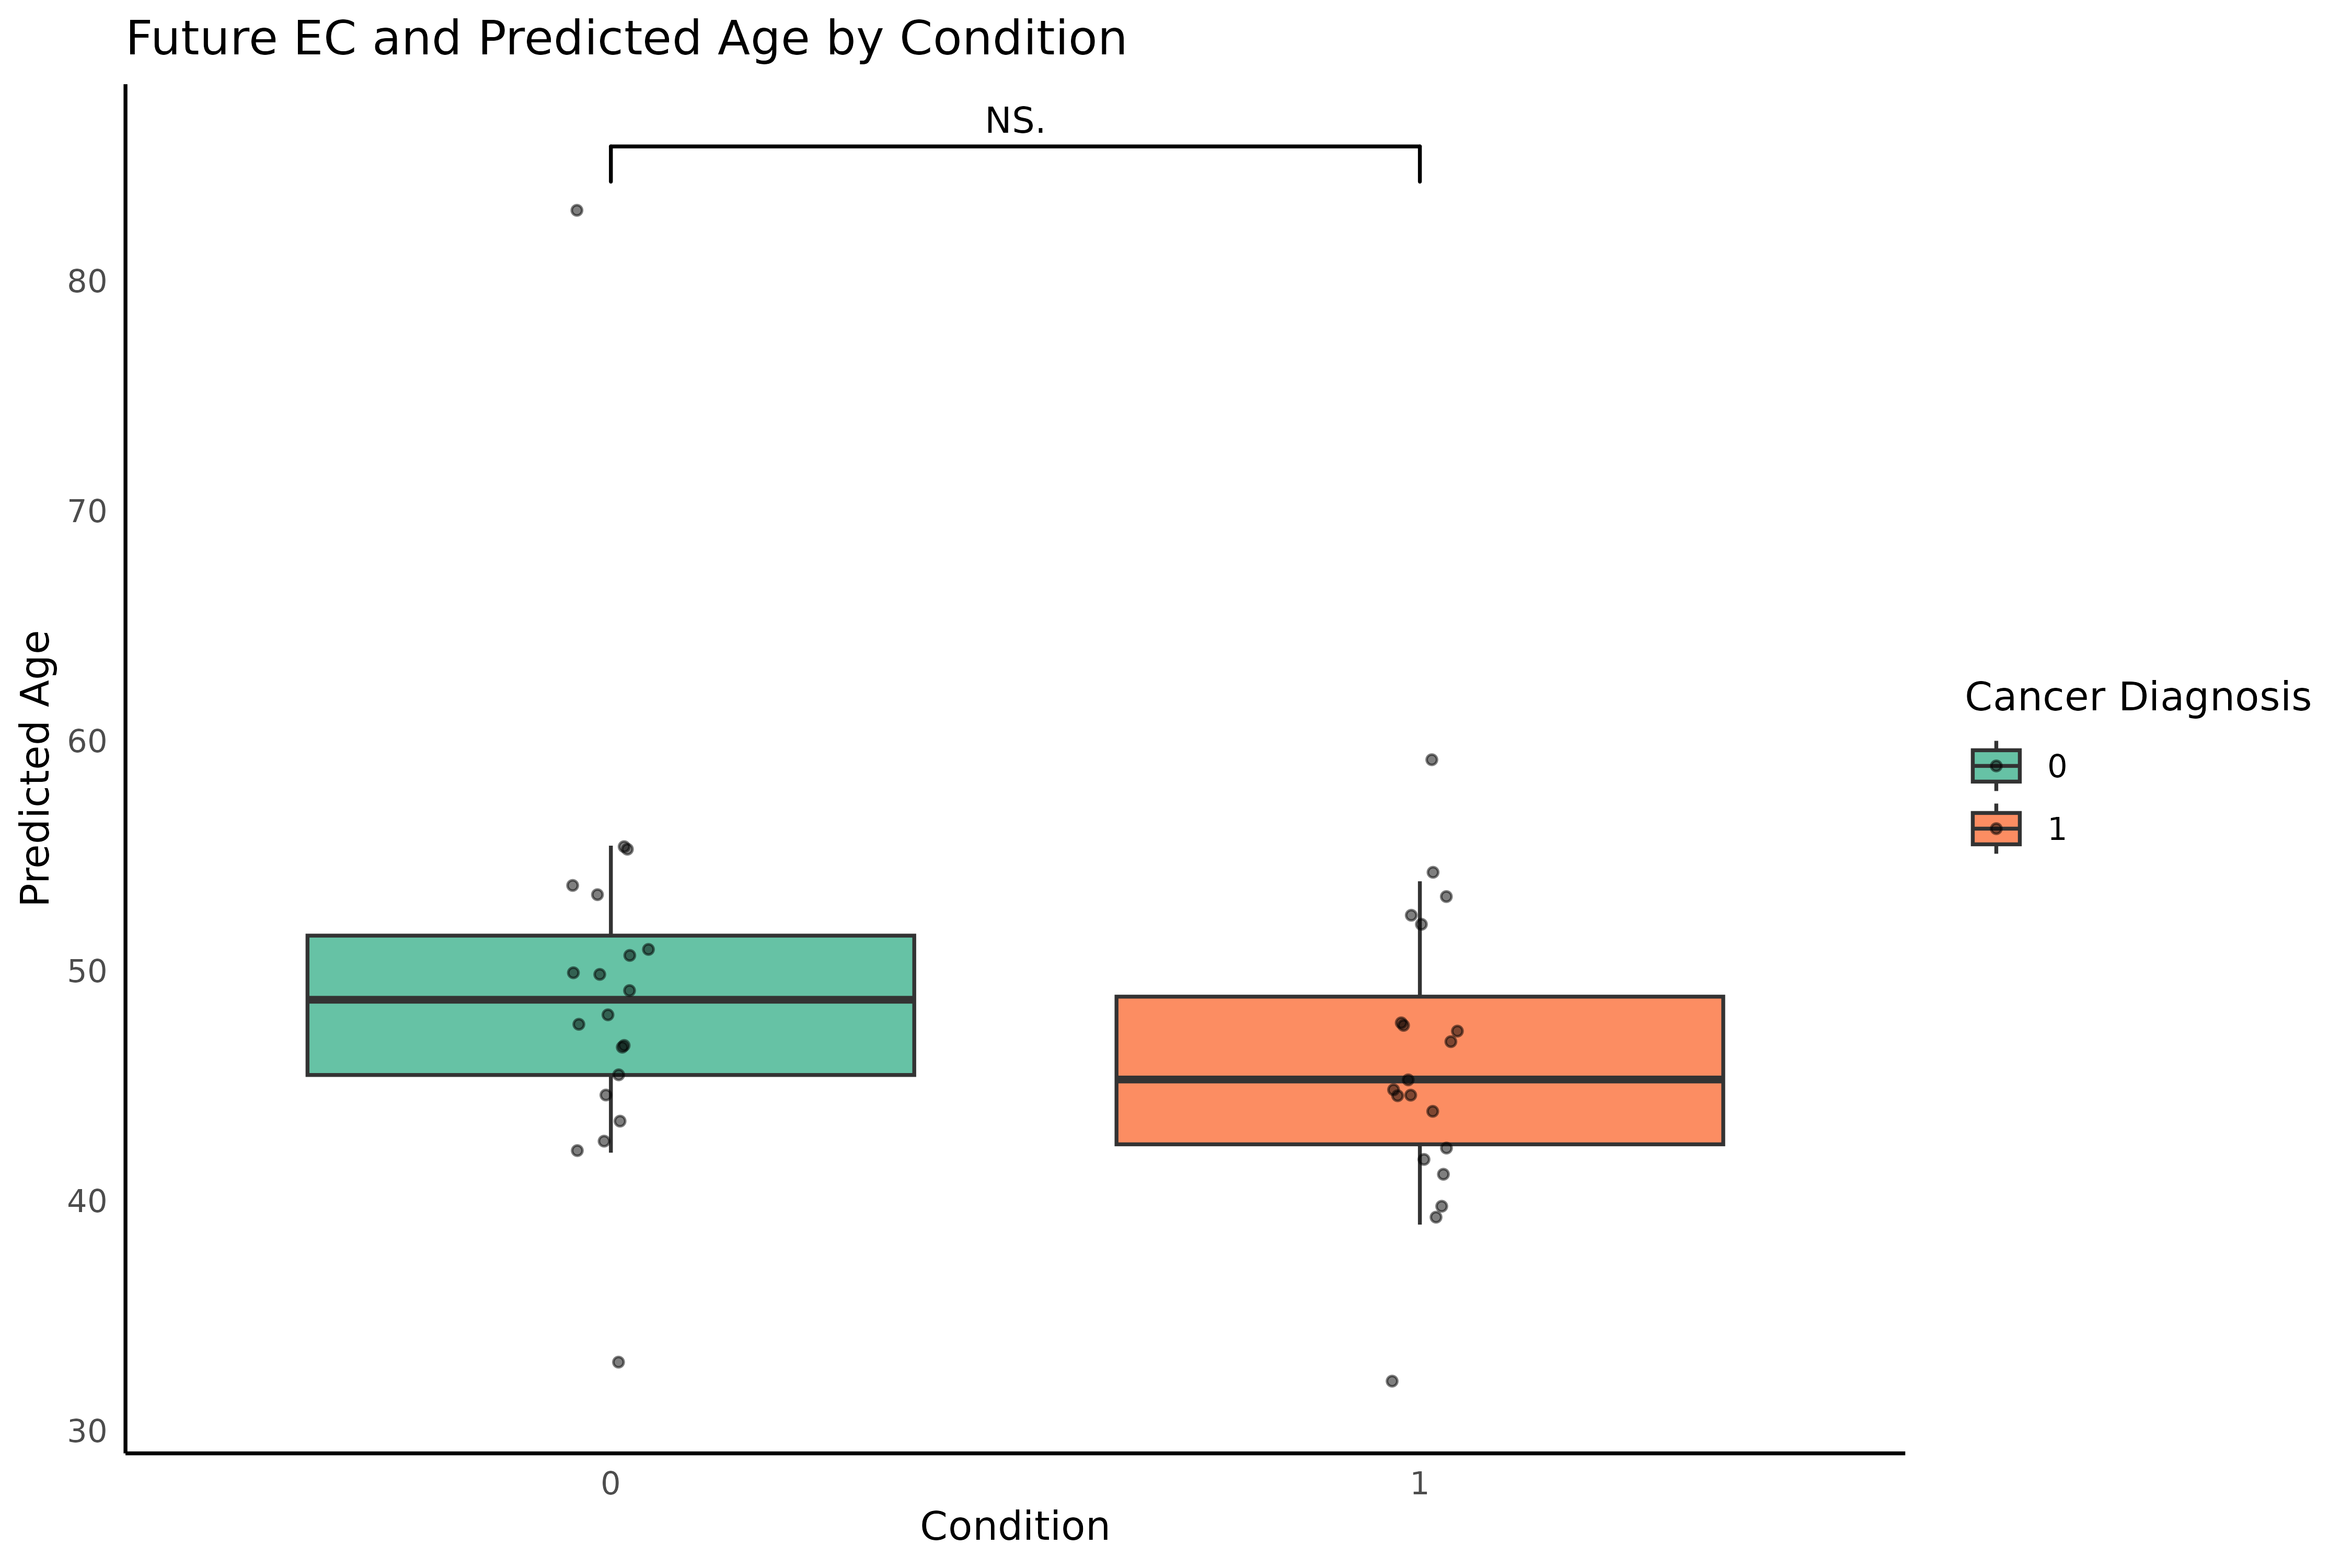 Future EC and Predicted Age by Condition
NS.
80
70
60
50
40
30
Predicted Age
0
1
Condition
Cancer Diagnosis
0
1